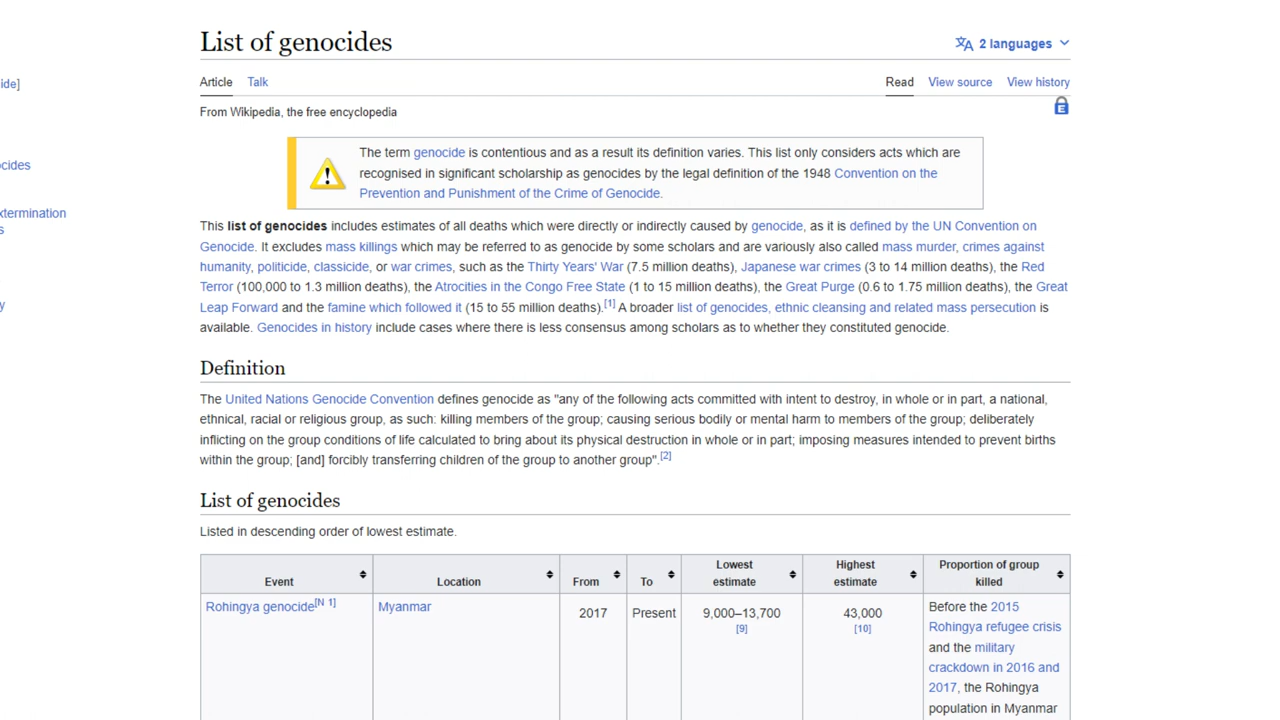 List of genocides
2 languages
ide]
Article Talk Read View source View history
From Wikipedia, the free encyclopedia
E
The term genocide is contentious and as a result its definition varies. This list only considers acts which are
recognised in significant scholarship as genocides by the legal definition of the 1948 Convention on the
Prevention and Punishment of the Crime of Genocide.
ocides
xtermination
s
y
This list of genocides includes estimates of all deaths which were directly or indirectly caused by genocide, as it is defined by the UN Convention on
Genocide. It excludes mass killings which may be referred to as genocide by some scholars and are variously also called mass murder, crimes against
humanity, politicide, classicide, or war crimes, such as the Thirty Years' War (7.5 million deaths), Japanese war crimes (3 to 14 million deaths), the Red
Terror (100,000 to 1.3 million deaths), the Atrocities in the Congo Free State (1 to 15 million deaths), the Great Purge (0.6 to 1.75 million deaths), the Great
Leap Forward and the famine which followed it (15 to 55 million deaths).[1] A broader list of genocides, ethnic cleansing and related mass persecution is
available. Genocides in history include cases where there is less consensus among scholars as to whether they constituted genocide.
Definition
The United Nations Genocide Convention defines genocide as "any of the following acts committed with intent to destroy, in whole or in part, a national,
ethnical, racial or religious group, as such: killing members of the group; causing serious bodily or mental harm to members of the group; deliberately
inflicting on the group conditions of life calculated to bring about its physical destruction in whole or in part; imposing measures intended to prevent births
within the group; [and] forcibly transferring children of the group to another group".[2]
List of genocides
Listed in descending order of lowest estimate.
Event Location From To Lowest estimate Highest estimate Proportion of group killed
Rohingya genocide[N 1] Myanmar 2017 Present 9,000–13,700 [9] 43,000 [10] Before the 2015
Rohingya refugee crisis
and the military
crackdown in 2016 and
2017, the Rohingya
population in Myanmar